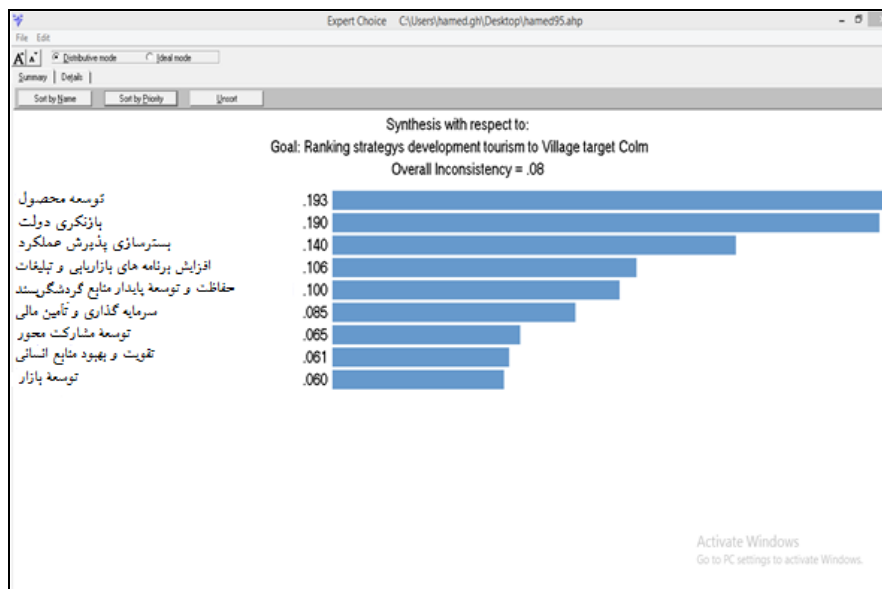 Expert Choice C:\Users\hamed.gh\Desktop\hamed95.ahp
File Edit
A A Distributive mode Ideal mode
Summary Details
Sort by Name Sort by Priority Unsort
Synthesis with respect to:
Goal: Ranking strategys development tourism to Village target Colm
Overall Inconsistency = .08
توسعه محصول .193
بازنگری دولت .190
بسترسازی پذیرش عملکرد .140
افزایش برنامه های بازاریابی و تبلیغات .106
حفاظت و توسعهٔ پایدار منابع گردشگریسند .100
سرمایه گذاری و تأمین مالی .085
توسعهٔ مشارکت محور .065
تقویت و بهبود منابع انسانی .061
توسعهٔ بازار .060
Activate Windows
Go to PC settings to activate Windows.